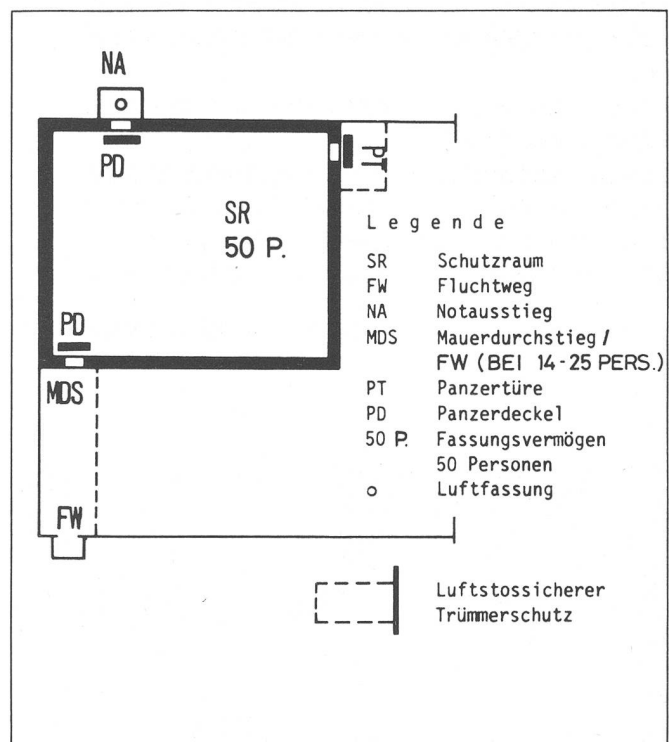 NA
PD
PT
SR
50 P.
PD
MDS
FW
Legende
SR Schutzraum
FW Fluchtweg
NA Notausstieg
MDS Mauerdurchstieg /
FW (BEI 14-25 PERS.)
PT Panzertüre
PD Panzerdeckel
50 P. Fassungsvermögen
50 Personen
o Luftfassung
Luftstossicherer
Trümmerschutz